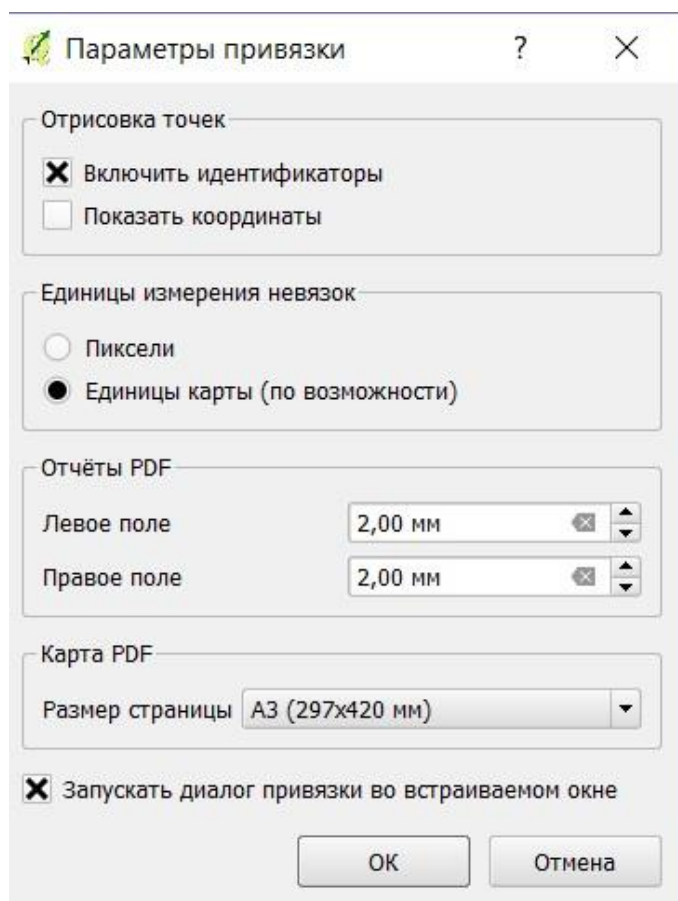 Параметры привязки
?
Отрисовка точек
Включить идентификаторы
Показать координаты
Единицы измерения невязок
Пиксели
Единицы карты (по возможности)
Отчёты PDF
Левое поле 2,00 мм
Правое поле 2,00 мм
Карта PDF
Размер страницы A3 (297x420 мм)
Запускать диалог привязки во встраиваемом окне
ОК Отмена